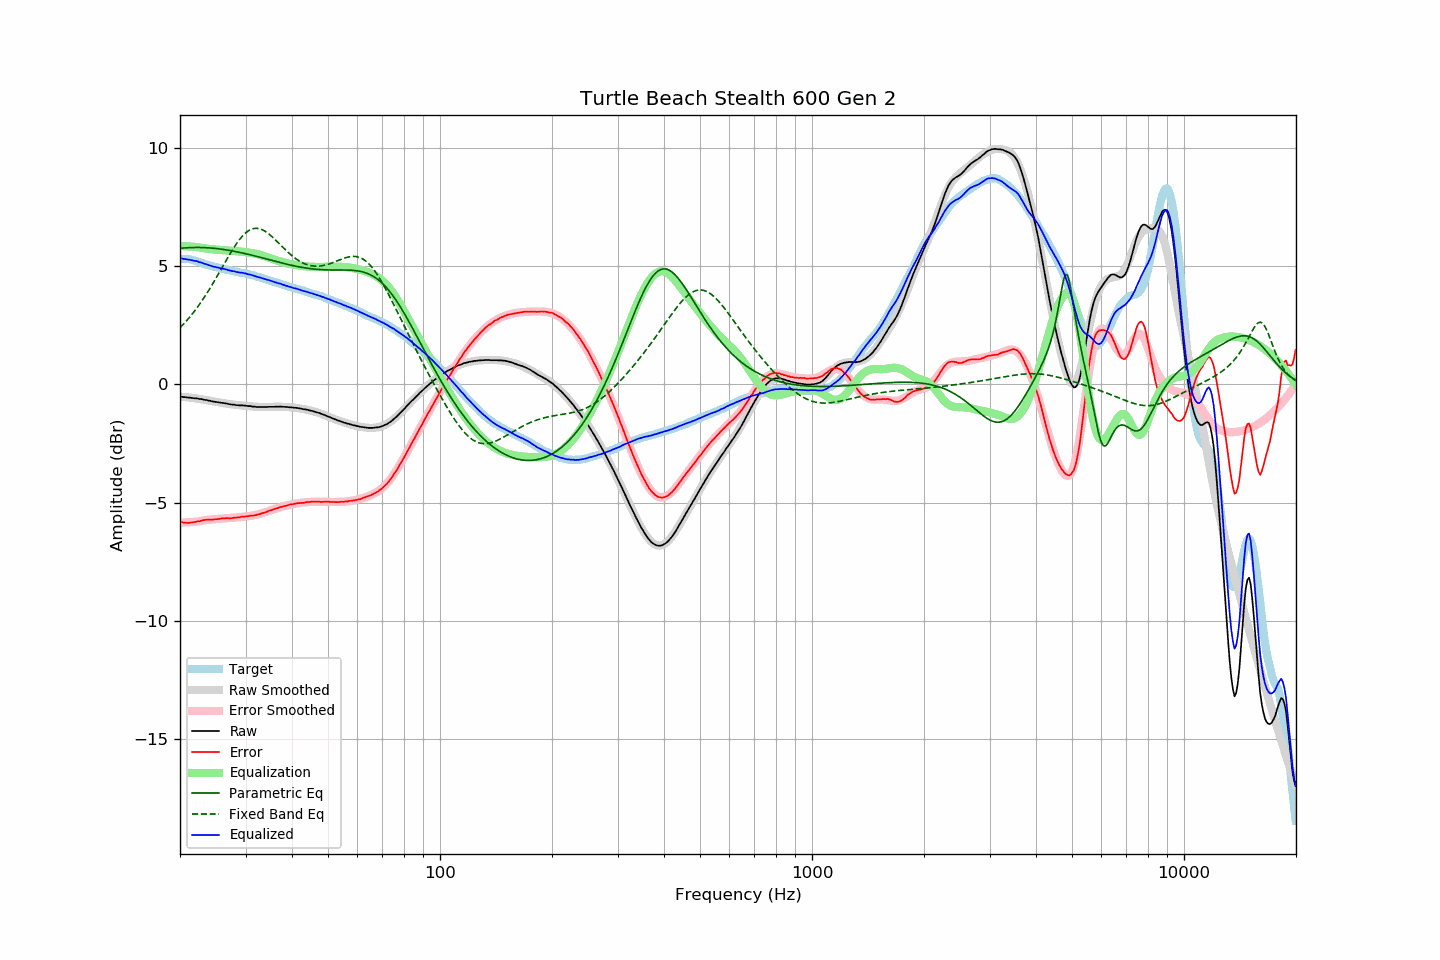 Turtle Beach Stealth 600 Gen 2
10
5
0
−5
−10
−15
Amplitude (dBr)
Target
Raw Smoothed
Error Smoothed
Raw
Error
Equalization
Parametric Eq
Fixed Band Eq
Equalized
100
1000
10000
Frequency (Hz)